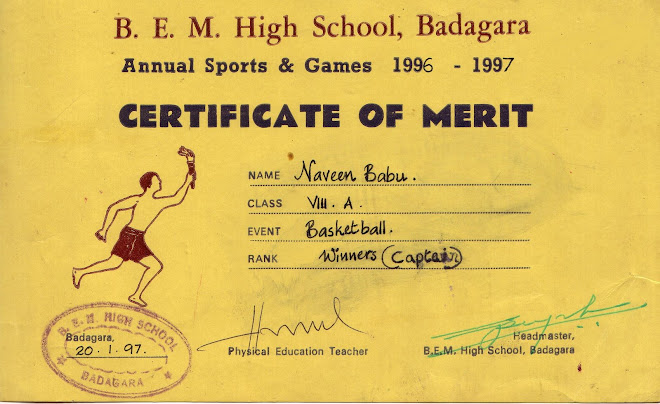 B. E. M. High School, Badagara
Annual Sports & Games 1996 - 1997
CERTIFICATE OF MERIT
NAME Naveen Babu.
CLASS VIII. A.
EVENT Basketball.
RANK Winners (Captain)
B. E. M. HIGH SCHOOL
Badagara,
20.1.97.
BADAGARA
Physical Education Teacher
Headmaster,
B.E.M. High School, Badagara